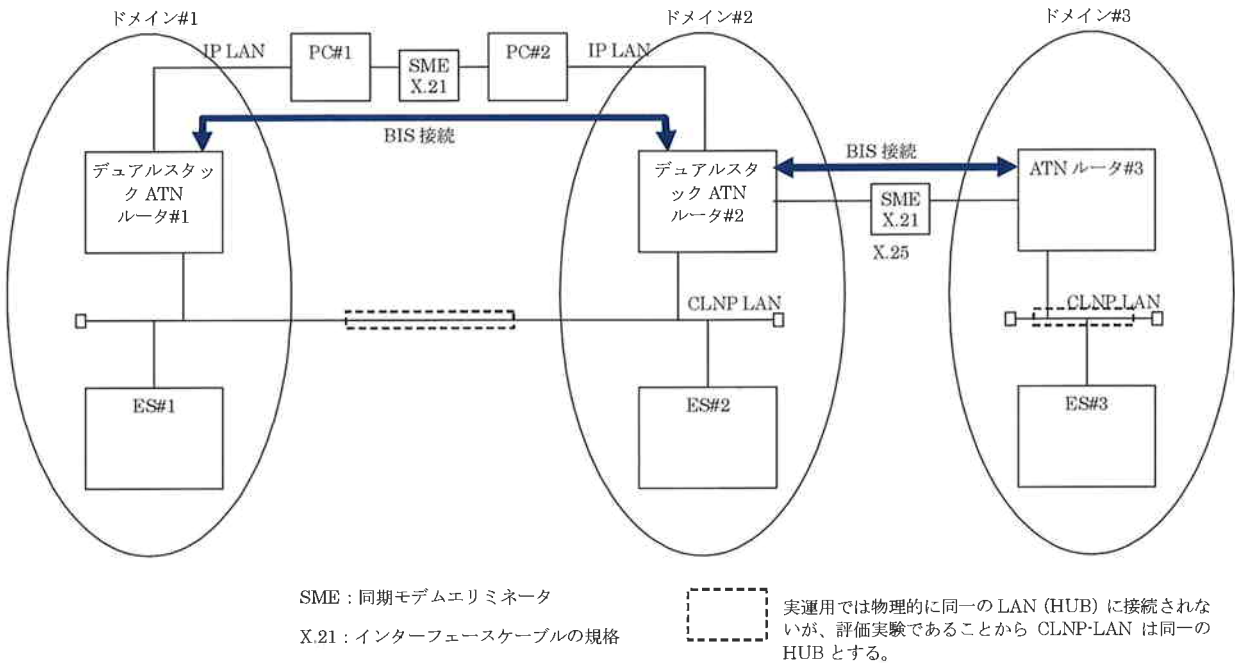 ドメイン#1
ドメイン#2
ドメイン#3
IP LAN
PC#1
SME
X.21
PC#2
IP LAN
BIS 接続
BIS 接続
デュアルスタッ
ク ATN
ルータ#1
デュアルスタ
ック ATN
ルータ#2
SME
X.21
X.25
ATN ルータ#3
CLNP LAN
CLNP LAN
ES#1
ES#2
ES#3
SME:同期モデムエリミネータ
X.21:インターフェースケーブルの規格
実運用では物理的に同一の LAN (HUB) に接続されな
いが、評価実験であることから CLNP-LAN は同一の
HUB とする。